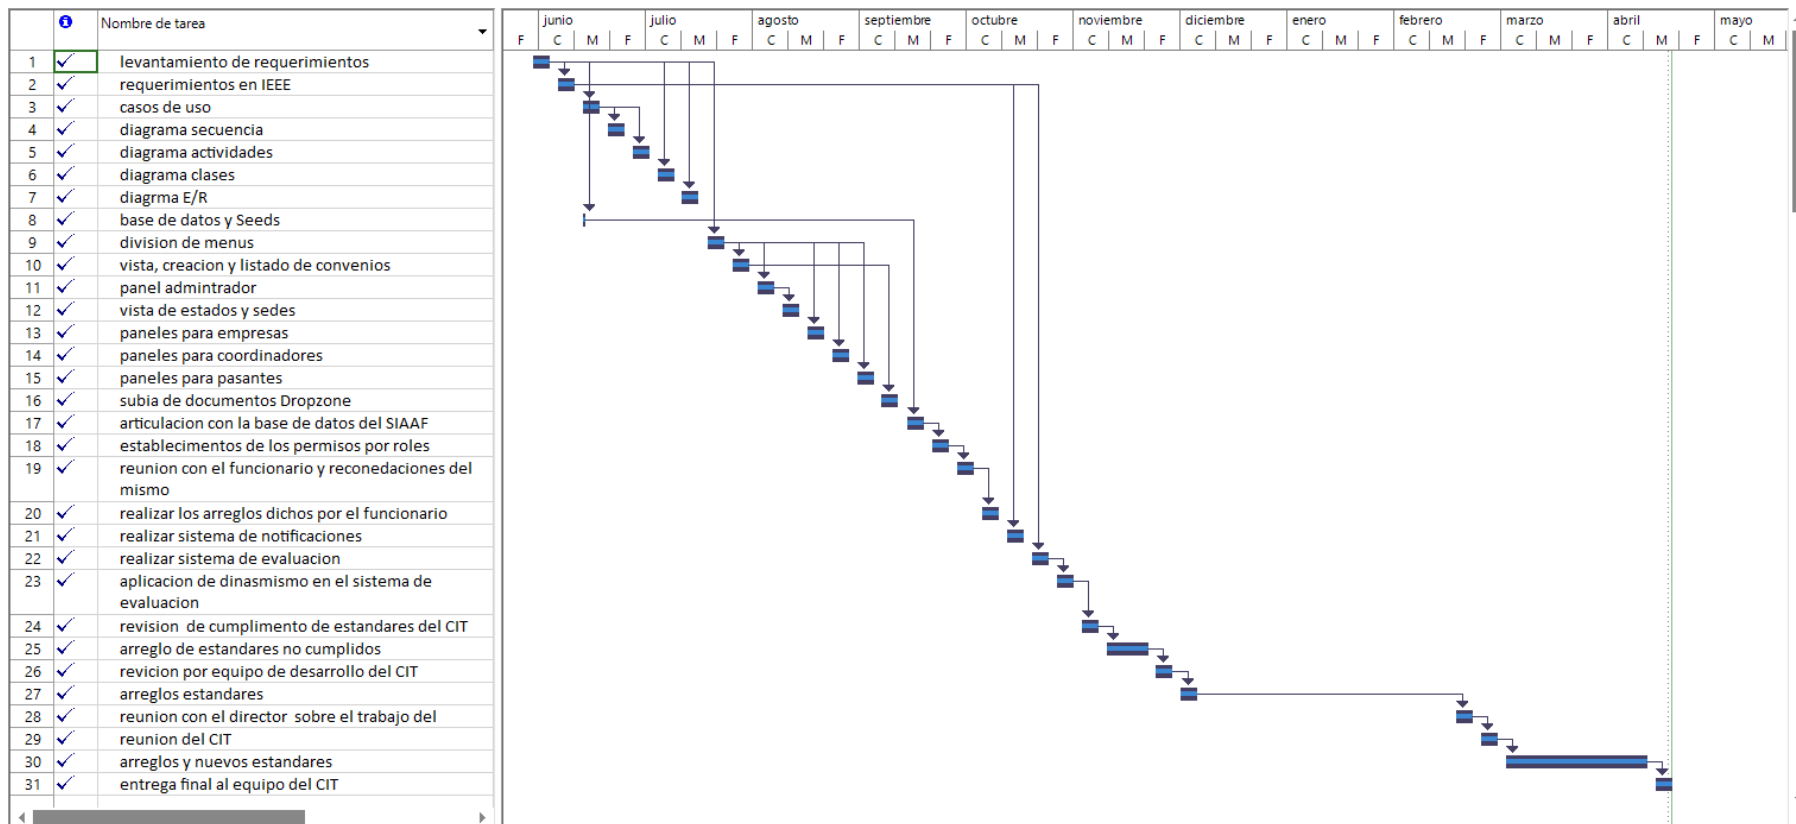 Nombre de tarea
junio julio agosto septiembre octubre noviembre diciembre enero febrero marzo abril mayo
F C M F C M F C M F C M F C M F C M F C M F C M F C M F C M F C M F C M
1 levantamiento de requerimientos
2 requerimientos en IEEE
3 casos de uso
4 diagrama secuencia
5 diagrama actividades
6 diagrama clases
7 diagrma E/R
8 base de datos y Seeds
9 division de menus
10 vista, creacion y listado de convenios
11 panel admintrador
12 vista de estados y sedes
13 paneles para empresas
14 paneles para coordinadores
15 paneles para pasantes
16 subia de documentos Dropzone
17 articulacion con la base de datos del SIAAF
18 establecimentos de los permisos por roles
19 reunion con el funcionario y reconedaciones del
mismo
20 realizar los arreglos dichos por el funcionario
21 realizar sistema de notificaciones
22 realizar sistema de evaluacion
23 aplicacion de dinasmismo en el sistema de
evaluacion
24 revision de cumplimento de estandares del CIT
25 arreglo de estandares no cumplidos
26 revicion por equipo de desarrollo del CIT
27 arreglos estandares
28 reunion con el director sobre el trabajo del
29 reunion del CIT
30 arreglos y nuevos estandares
31 entrega final al equipo del CIT